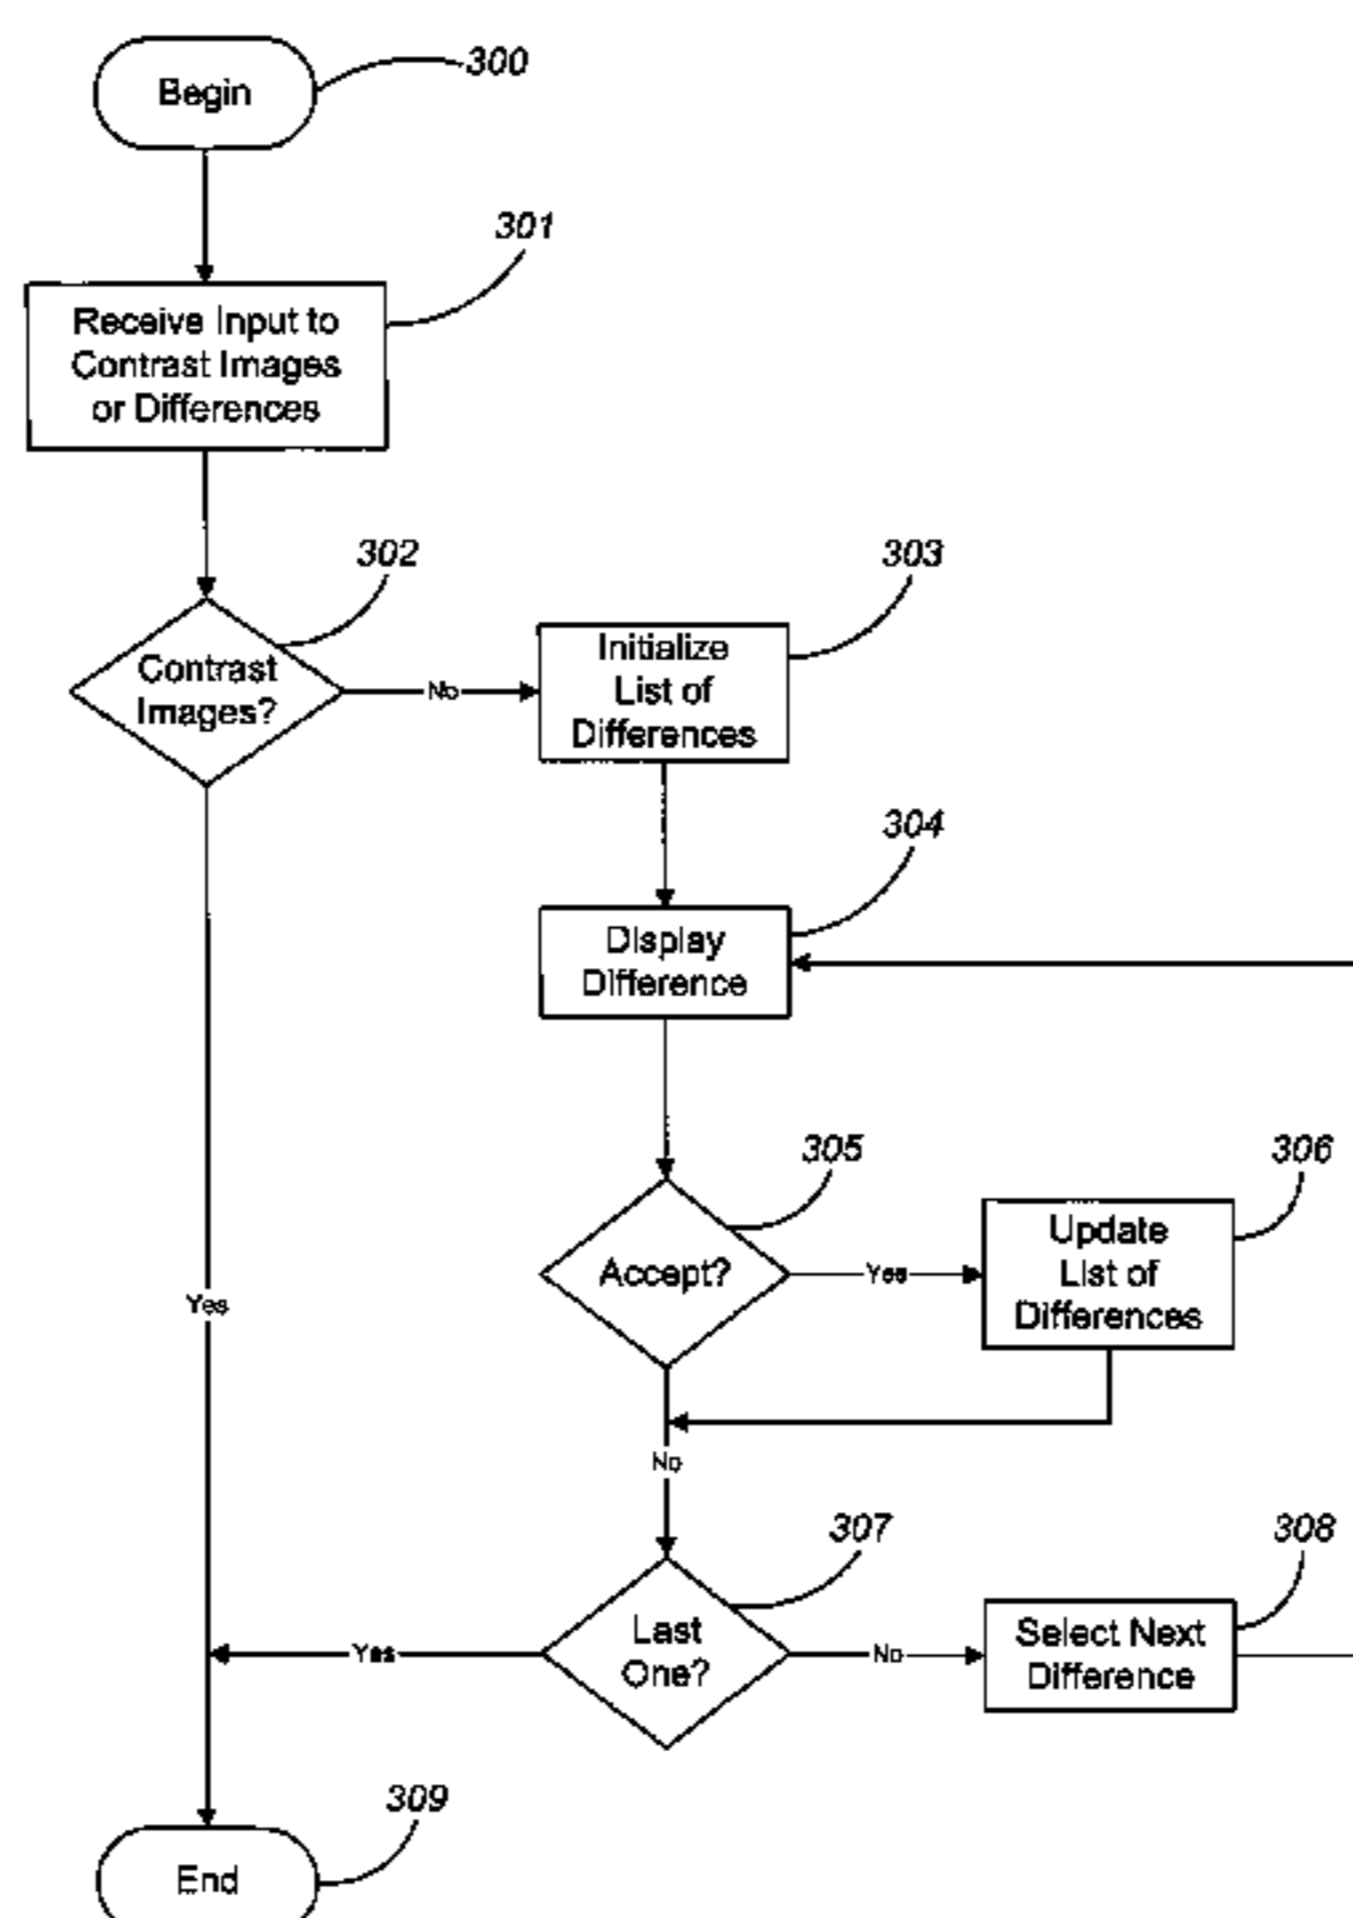 Begin
300
301
Receive Input to
Contrast Images
or Differences
302
303
Contrast
Images?
No
Initialize
List of
Differences
304
Display
Difference
305
306
Accept?
Yes
Update
List of
Differences
Yes
No
307
308
Last
One?
Yes
No
Select Next
Difference
309
End